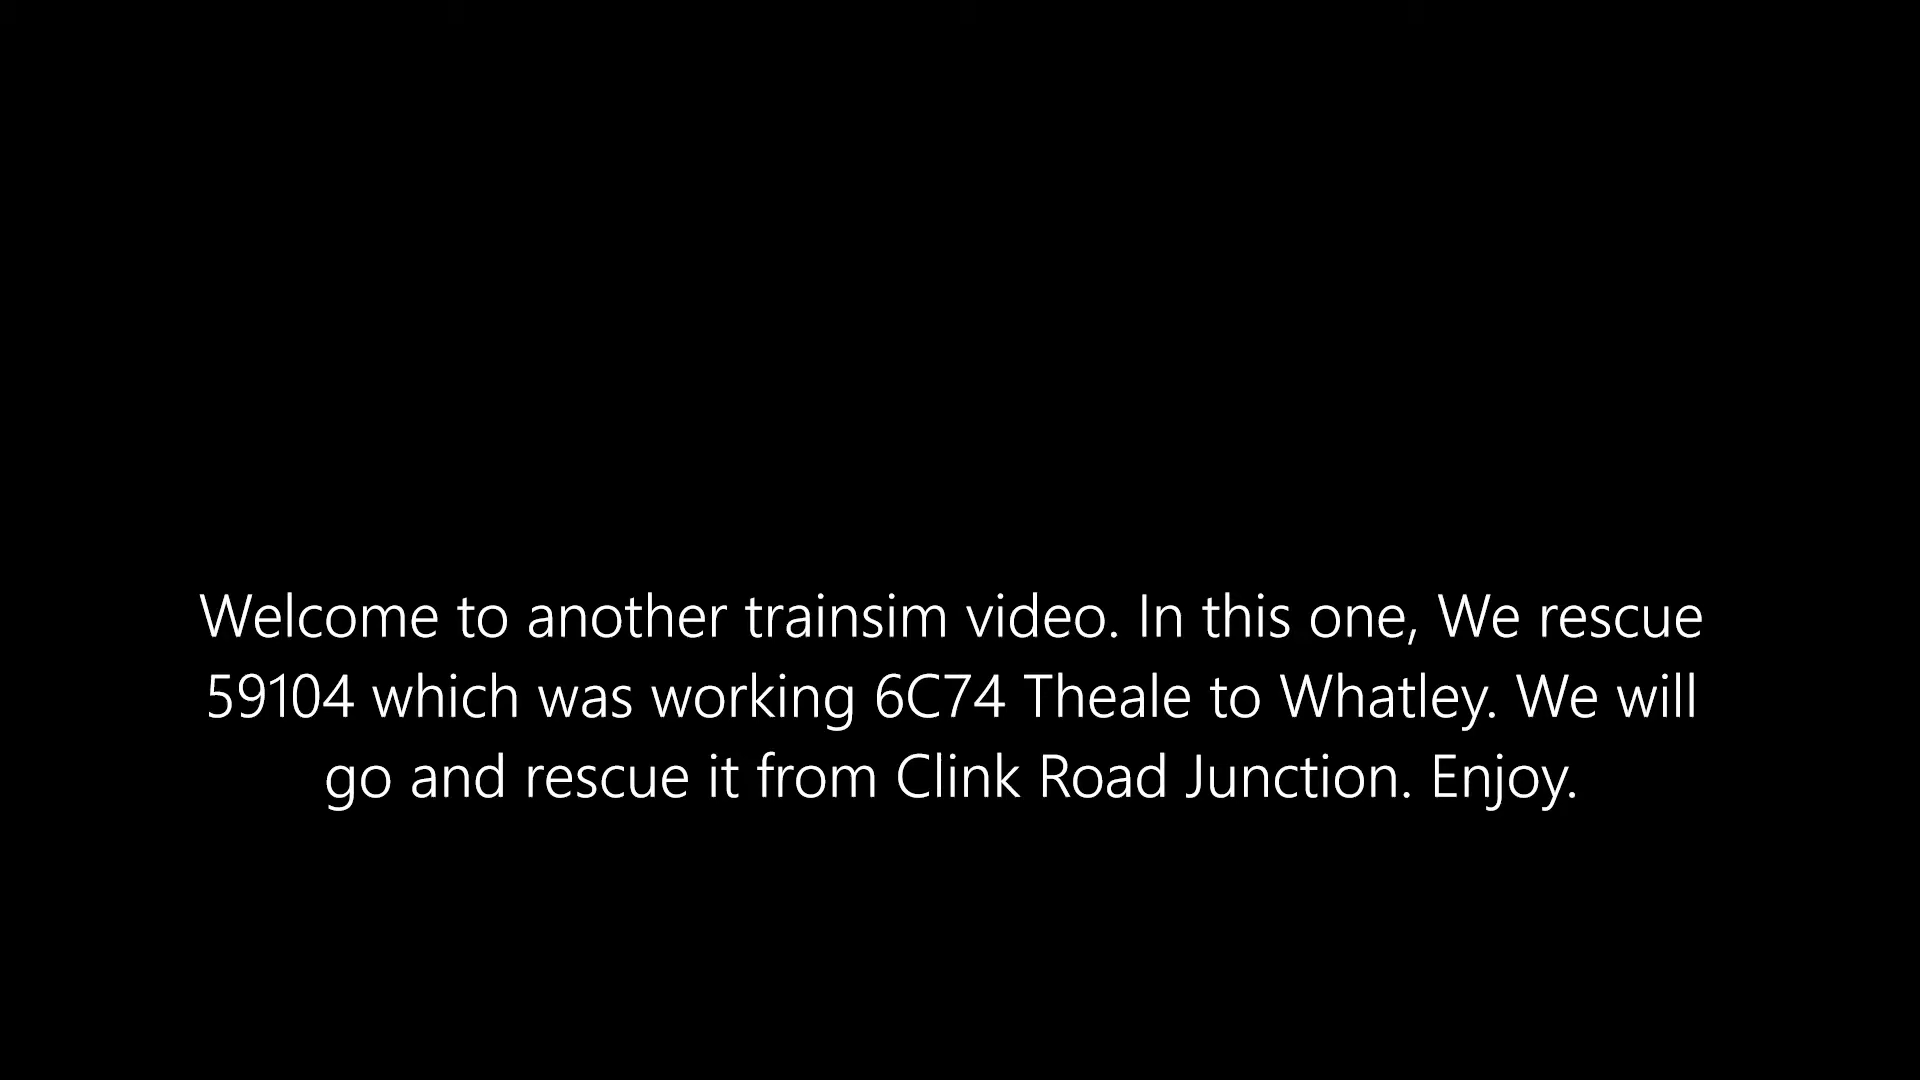 Welcome to another trainsim video. In this one, We rescue
59104 which was working 6C74 Theale to Whatley. We will
go and rescue it from Clink Road Junction. Enjoy.